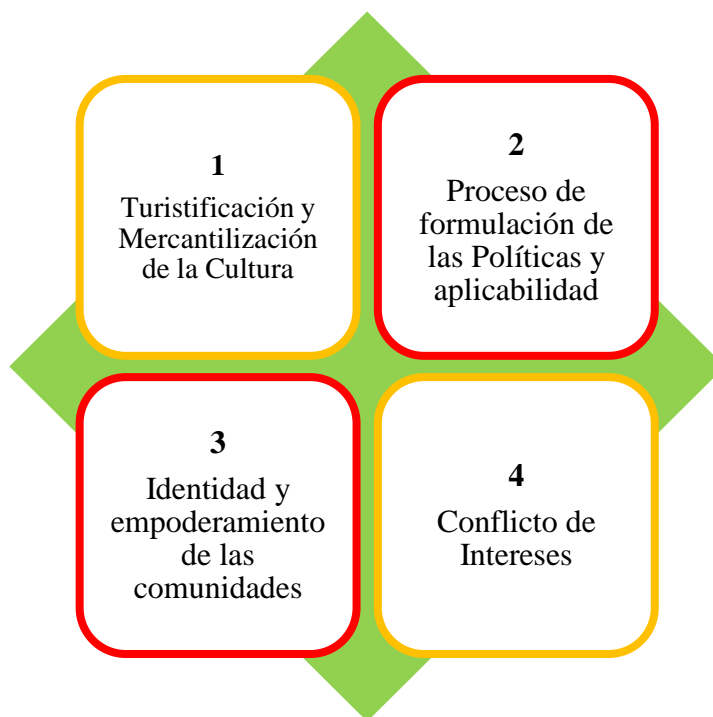 1
Turistificación y
Mercantilización
de la Cultura
2
Proceso de
formulación de
las Políticas y
aplicabilidad
3
Identidad y
empoderamiento
de las
comunidades
4
Conflicto de
Intereses